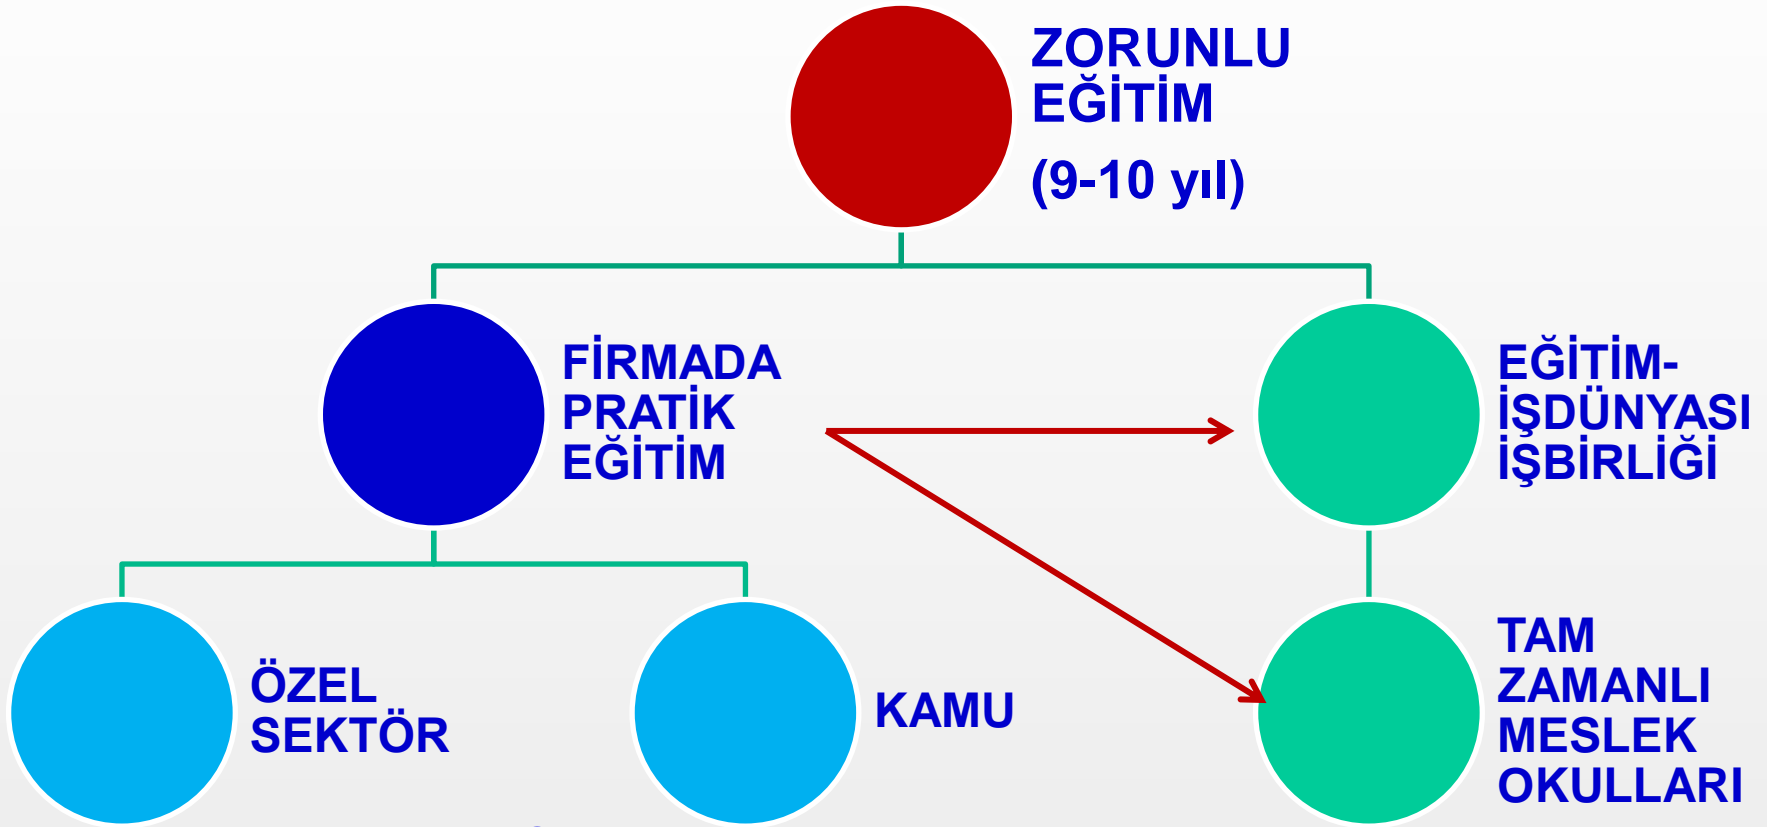 ZORUNLU
EĞİTİM
(9-10 yıl)
FİRMADA
PRATİK
EĞİTİM
EĞİTİM-
İŞDÜNYASI
İŞBİRLİĞİ
ÖZEL
SEKTÖR
KAMU
TAM
ZAMANLI
MESLEK
OKULLARI